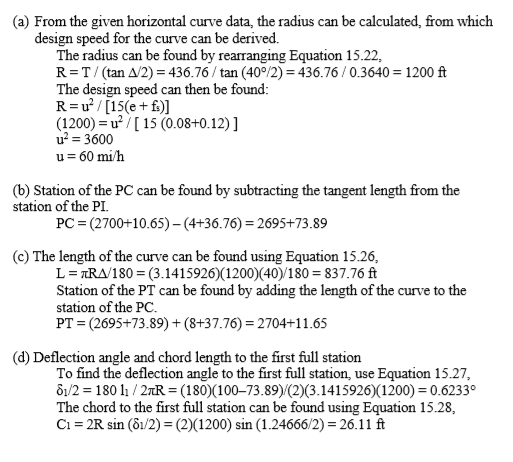 (a) From the given horizontal curve data, the radius can be calculated, from which
design speed for the curve can be derived.
The radius can be found by rearranging Equation 15.22,
R = T / (tan Δ/2) = 436.76 / tan (40°/2) = 436.76 / 0.3640 = 1200 ft
The design speed can then be found:
R = u² / [15(e + fₛ)]
(1200) = u² / [ 15 (0.08+0.12) ]
u² = 3600
u = 60 mi/h
(b) Station of the PC can be found by subtracting the tangent length from the
station of the PI.
PC = (2700+10.65) – (4+36.76) = 2695+73.89
(c) The length of the curve can be found using Equation 15.26,
L = πRΔ/180 = (3.1415926)(1200)(40)/180 = 837.76 ft
Station of the PT can be found by adding the length of the curve to the
station of the PC.
PT = (2695+73.89) + (8+37.76) = 2704+11.65
(d) Deflection angle and chord length to the first full station
To find the deflection angle to the first full station, use Equation 15.27,
δ₁/2 = 180 l₁ / 2πR = (180)(100–73.89)/(2)(3.1415926)(1200) = 0.6233°
The chord to the first full station can be found using Equation 15.28,
C₁ = 2R sin (δ₁/2) = (2)(1200) sin (1.24666/2) = 26.11 ft